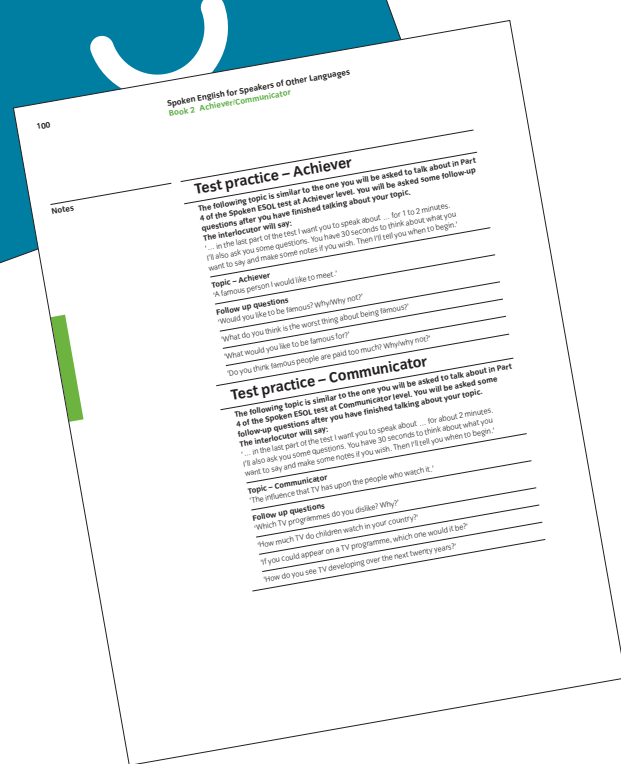 100
Spoken English for Speakers of Other Languages
Book 2 Achiever/Communicator
Notes
Test practice – Achiever
The following topic is similar to the one you will be asked to talk about in Part
4 of the Spoken ESOL test at Achiever level. You will be asked some follow-up
questions after you have finished talking about your topic.
The interlocutor will say:
‘… in the last part of the test I want you to speak about … for 1 to 2 minutes.
I’ll also ask you some questions. You have 30 seconds to think about what you
want to say and make some notes if you wish. Then I’ll tell you when to begin.’
Topic – Achiever
‘A famous person I would like to meet.’
Follow up questions
‘Would you like to be famous? Why/Why not?’
‘What do you think is the worst thing about being famous?’
‘What would you like to be famous for?’
‘Do you think famous people are paid too much? Why/why not?’
Test practice – Communicator
The following topic is similar to the one you will be asked to talk about in Part
4 of the Spoken ESOL test at Communicator level. You will be asked some
follow-up questions after you have finished talking about your topic.
The interlocutor will say:
‘… in the last part of the test I want you to speak about … for about 2 minutes.
I’ll also ask you some questions. You have 30 seconds to think about what you
want to say and make some notes if you wish. Then I’ll tell you when to begin.’
Topic – Communicator
‘The influence that TV has upon the people who watch it.’
Follow up questions
‘Which TV programmes do you dislike? Why?’
‘How much TV do children watch in your country?’
‘If you could appear on a TV programme, which one would it be?’
‘How do you see TV developing over the next twenty years?’